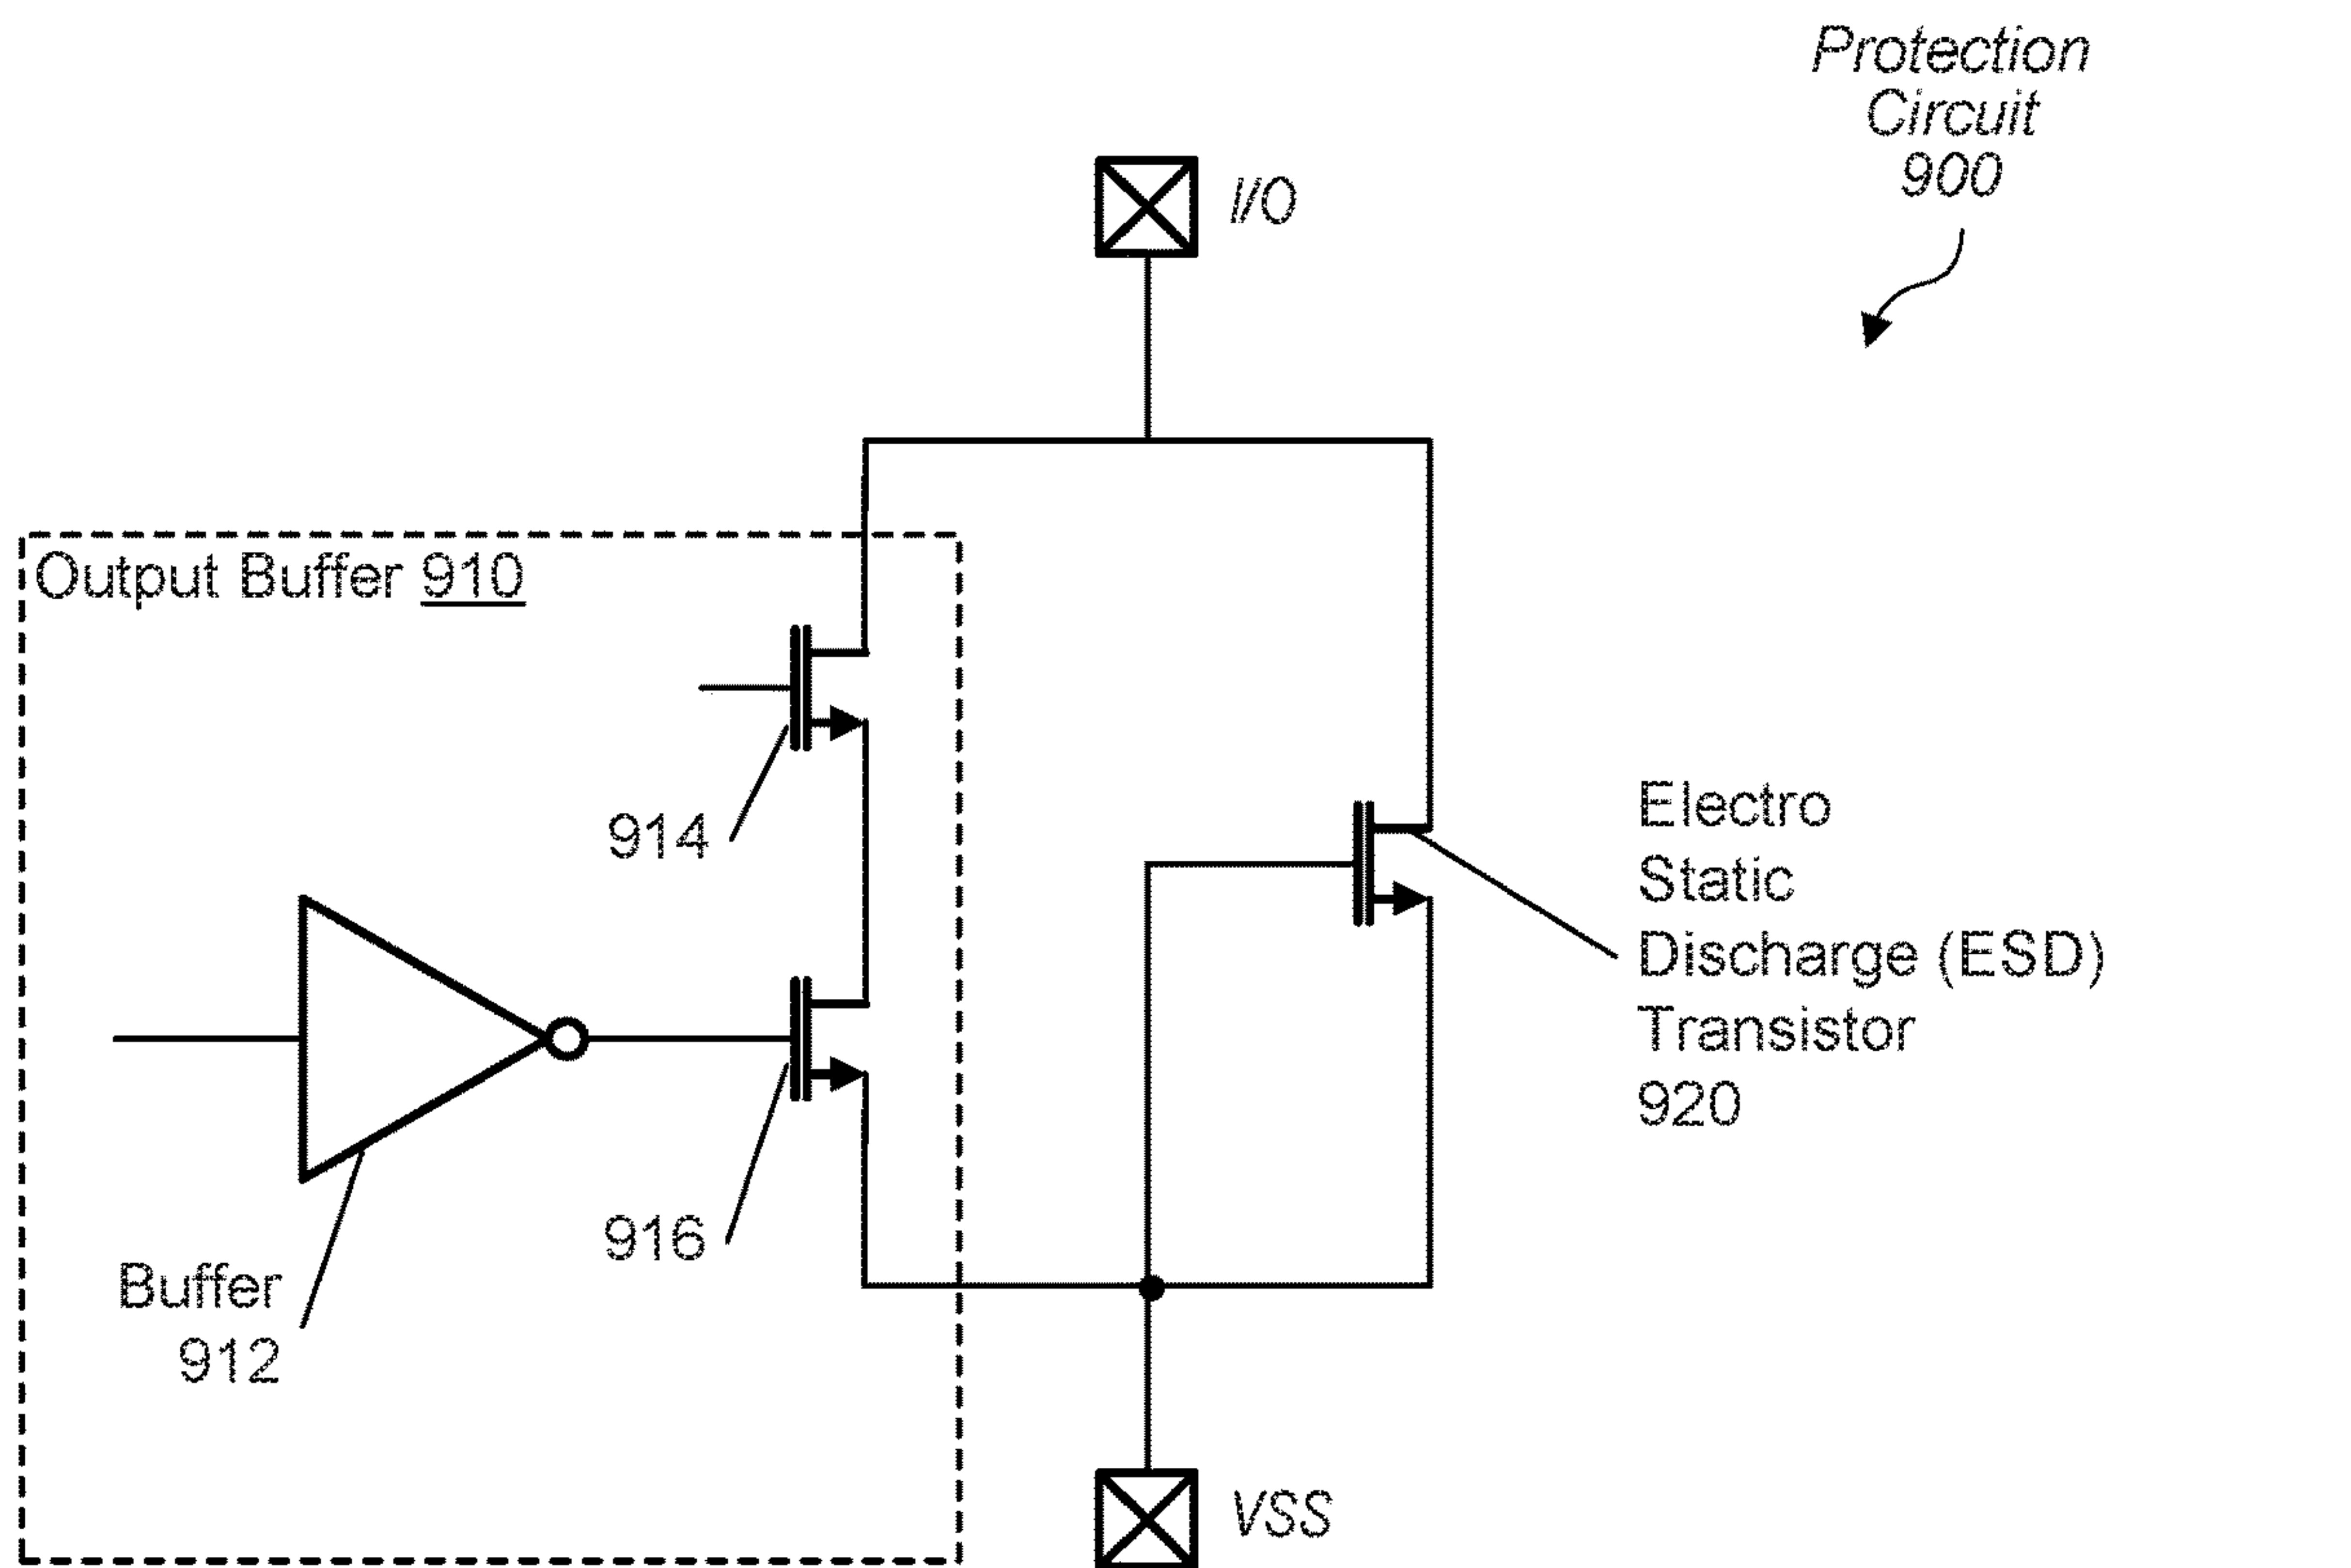 Protection
Circuit
900
I/O
Output Buffer 910
914
Electro
Static
Discharge (ESD)
Transistor
920
916
Buffer
912
VSS